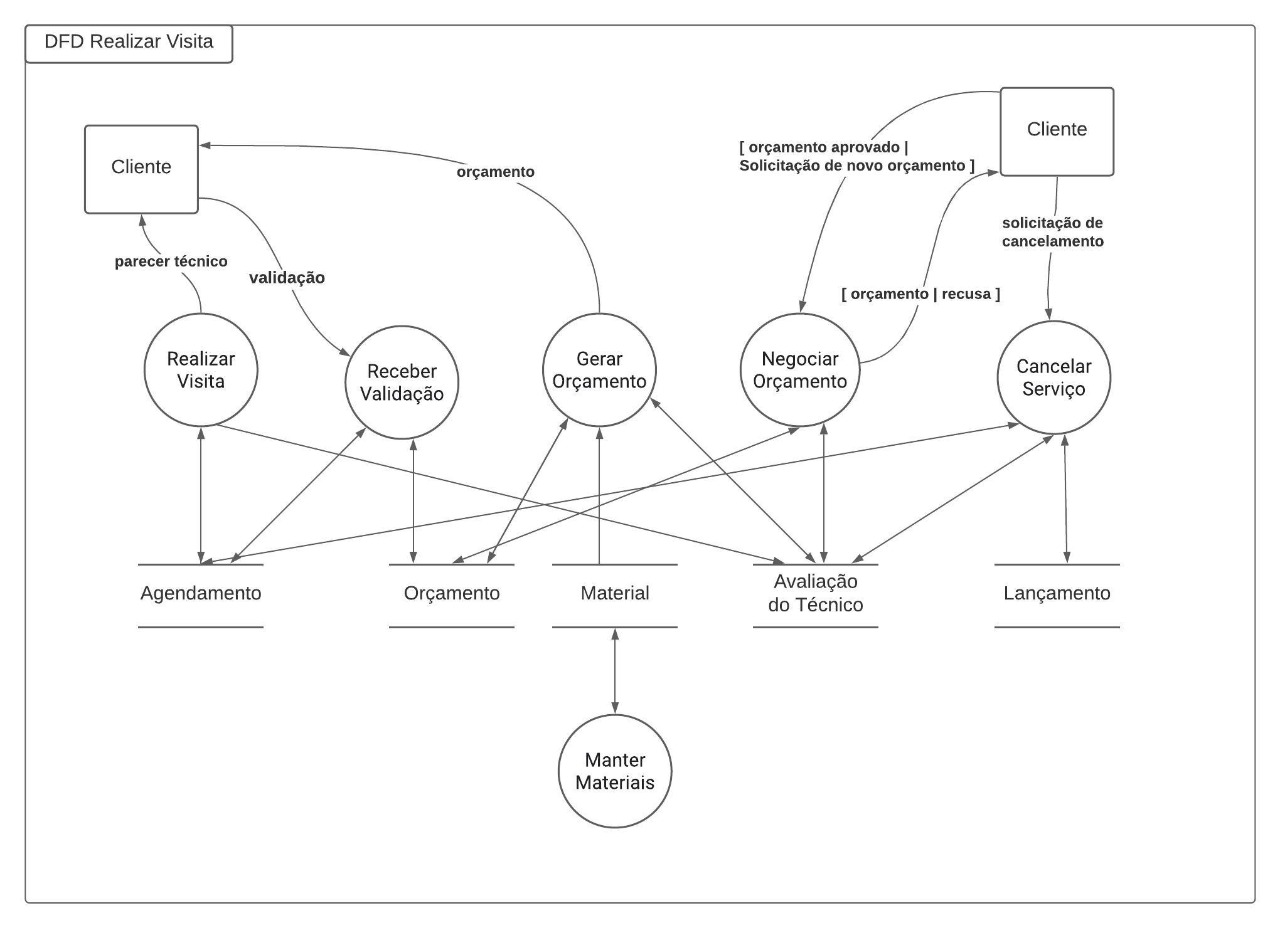 DFD Realizar Visita
Cliente
Cliente
[ orçamento aprovado |
Solicitação de novo orçamento ]
orçamento
solicitação de
cancelamento
parecer técnico
validação
[ orçamento | recusa ]
Realizar
Visita
Receber
Validação
Gerar
Orçamento
Negociar
Orçamento
Cancelar
Serviço
Agendamento
Orçamento
Material
Avaliação
do Técnico
Lançamento
Manter
Materiais